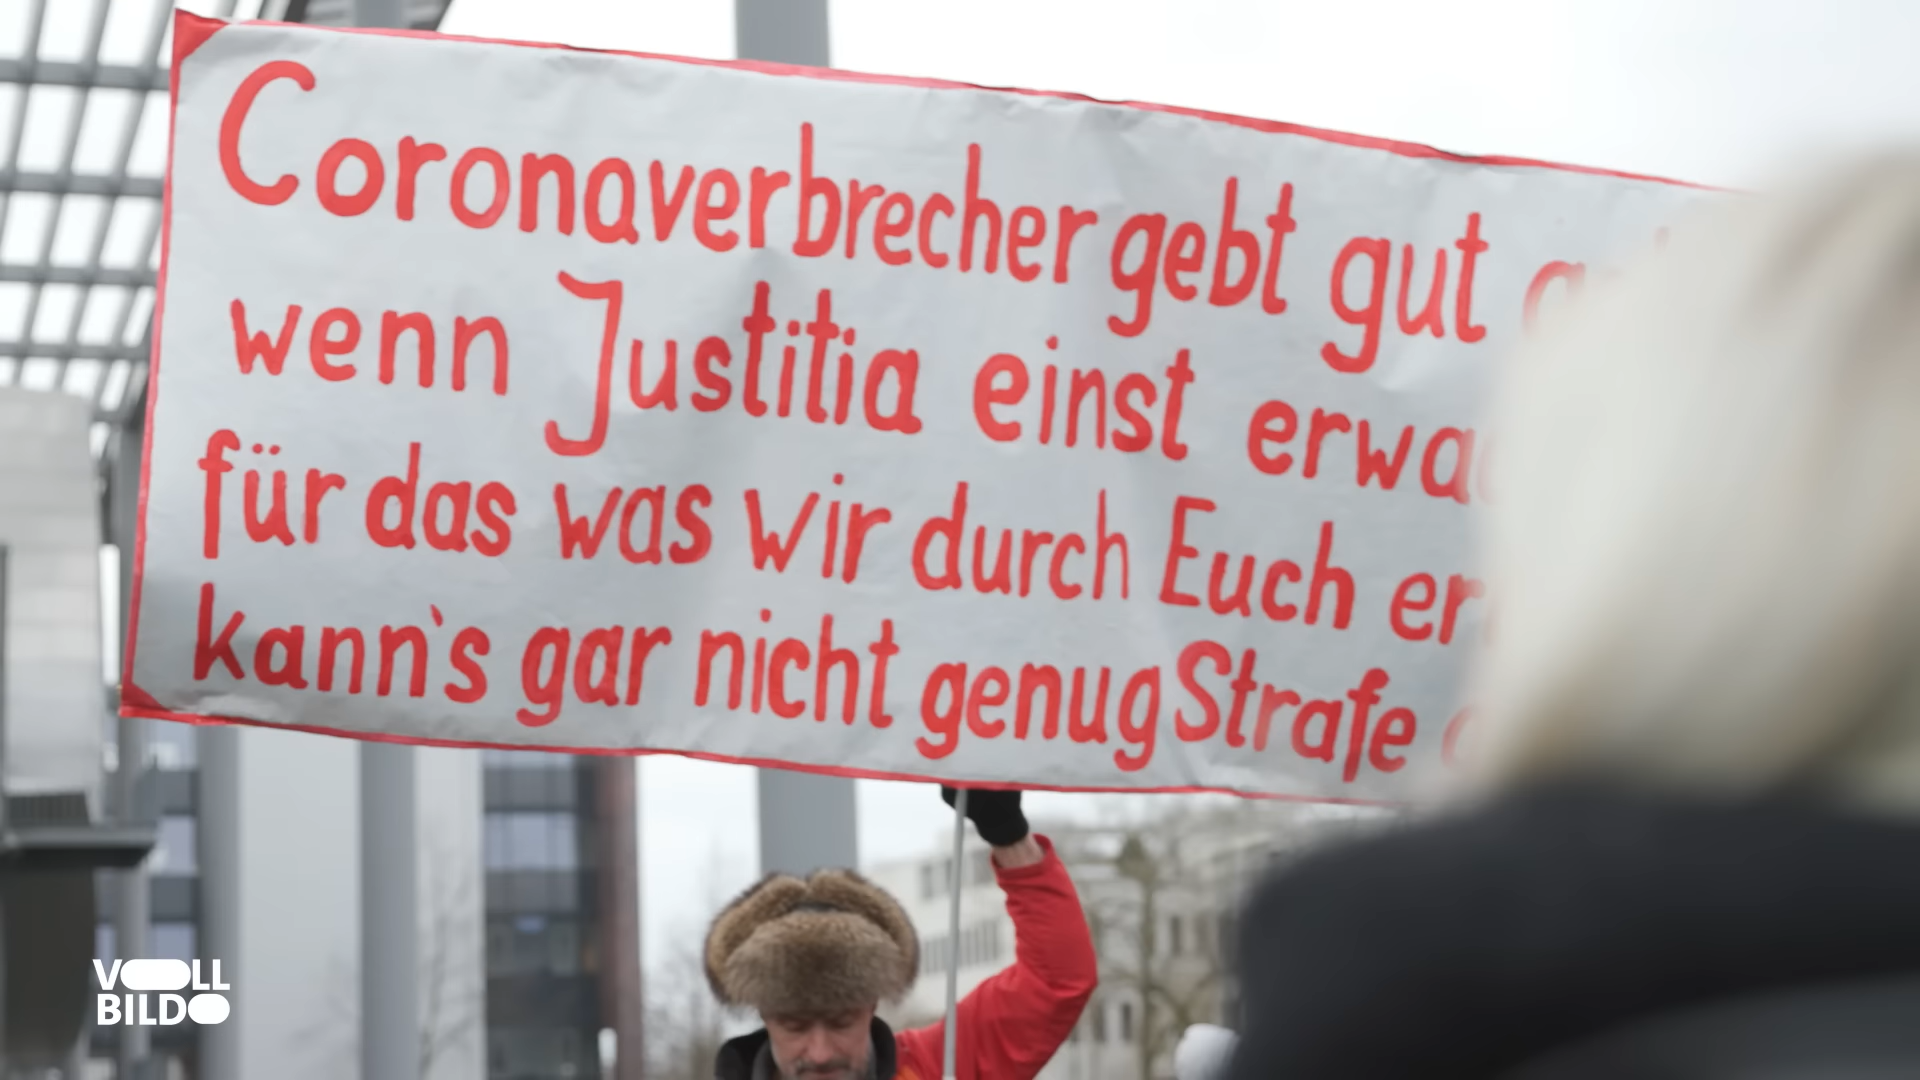 Coronaverbrecher gebt gut
wenn Justitia einst
für das was wir durch Euch
kann's gar nicht genug Strafe
VOLL
BILD